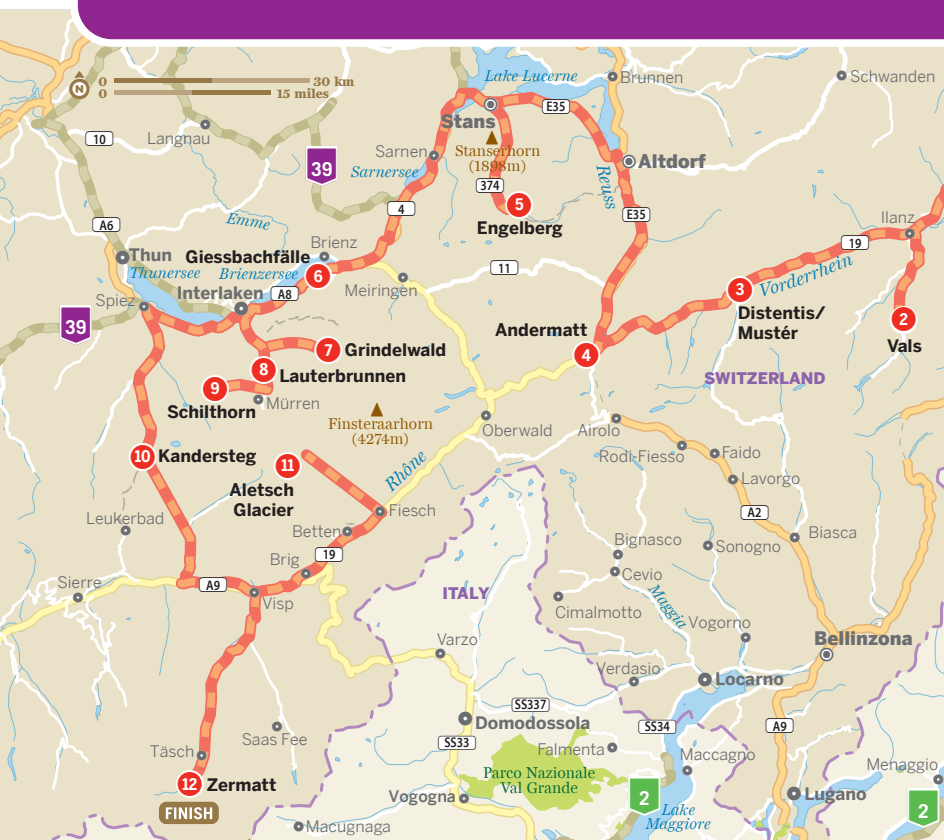 N
0
30 km
0
15 miles
Lake Lucerne
Brunnen
Schwanden
10
Langnau
Stans
E35
39
Sarnen
Sarnersee
Stanserhorn
(1898m)
Altdorf
374
5
Engelberg
Reuss
4
E35
Emme
A6
Ilanz
19
Thun
Thunersee
Giessbachfälle
Brienz
Brienzersee
6
Interlaken
A8
Meiringen
11
3
Vorderrhein
Spiez
39
Distentis/
Mustér
2
Vals
Andermatt
4
7
Grindelwald
8
Lauterbrunnen
9
Schilthorn
Mürren
SWITZERLAND
Finsteraarhorn
(4274m)
Oberwald
Airolo
Rodi-Fiesso
Faido
Lavorgo
10
Kandersteg
11
Aletsch
Glacier
Rhône
Fiesch
A2
Leukerbad
Betten
19
Brig
Biasca
Bignasco
Sonogno
Sierre
A9
Visp
ITALY
Cevio
Cimalmotto
Maggia
Vogorno
Varzo
Bellinzona
Verdasio
Locarno
SS337
Domodossola
SS33
SS34
A9
Saas Fee
Täsch
Falmenta
Maccagno
Menaggio
12
Zermatt
FINISH
Parco Nazionale
Val Grande
Vogogna
2
Lake
Maggiore
Lugano
2
Macugnaga